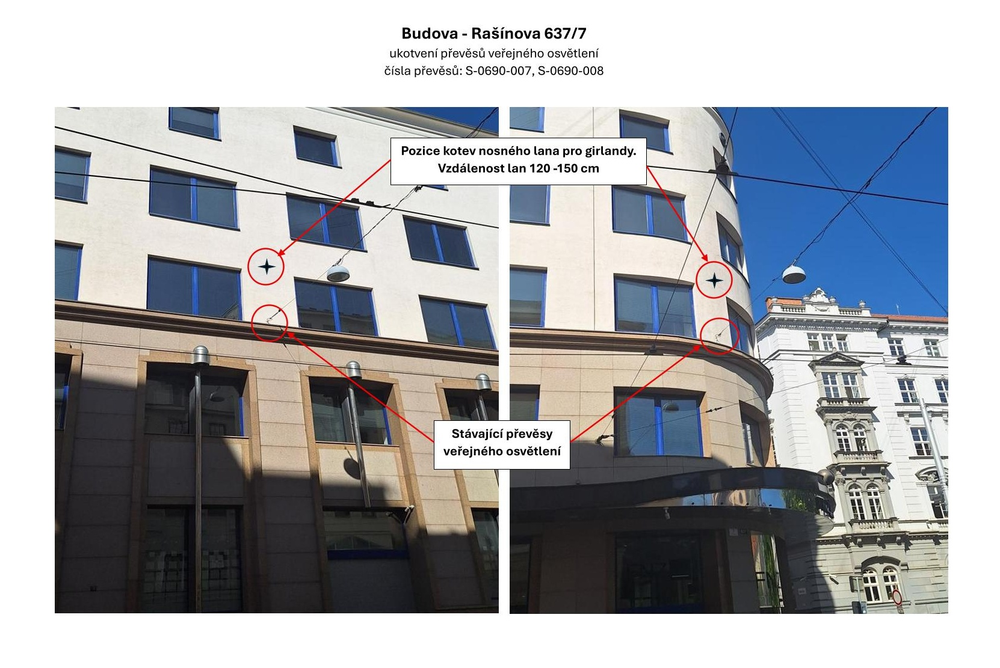 Budova - Rašínova 637/7
ukotvení převěsů veřejného osvětlení
čísla převěsů: S-0690-007, S-0690-008
Pozice kotev nosného lana pro girlandy.
Vzdálenost lan 120 -150 cm
Stávající převěsy
veřejného osvětlení